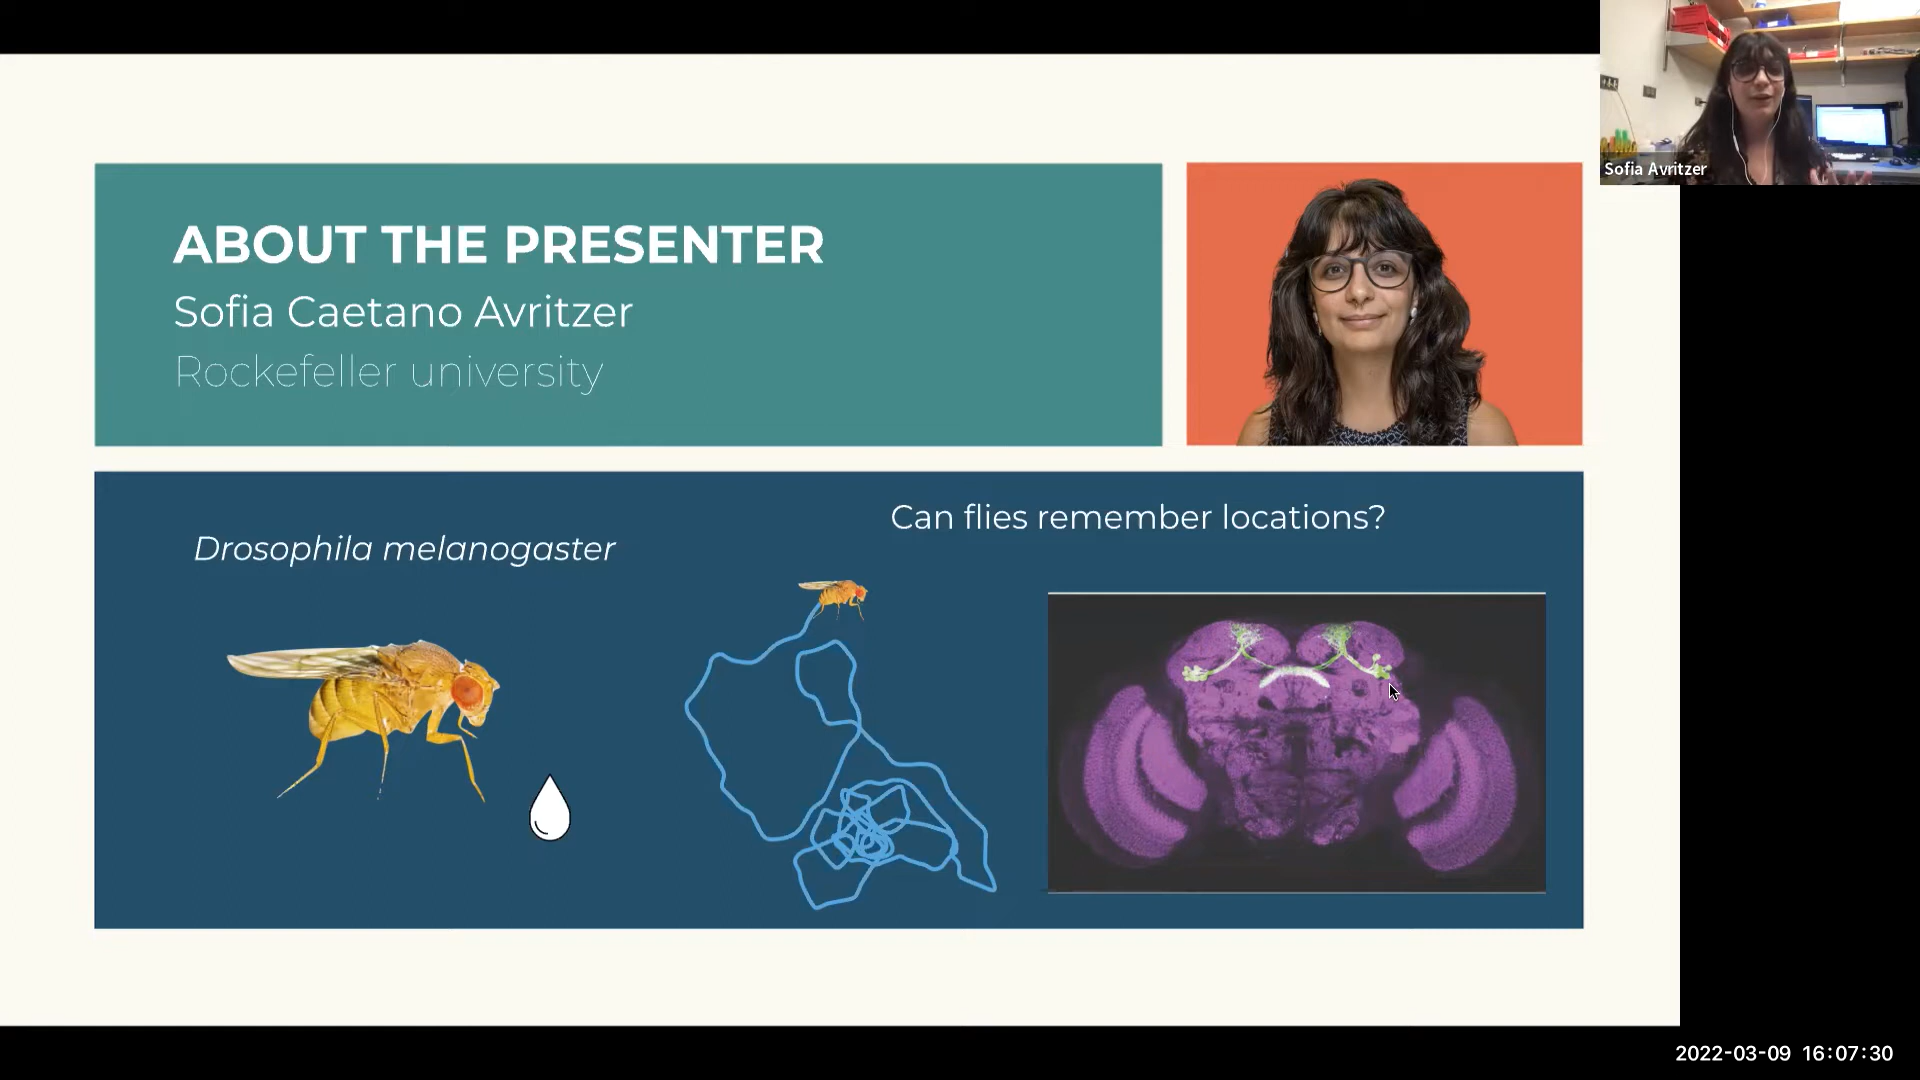 Sofia Avritzer
ABOUT THE PRESENTER
Sofia Caetano Avritzer
Rockefeller university
Can flies remember locations?
Drosophila melanogaster
2022-03-09 16:07:30